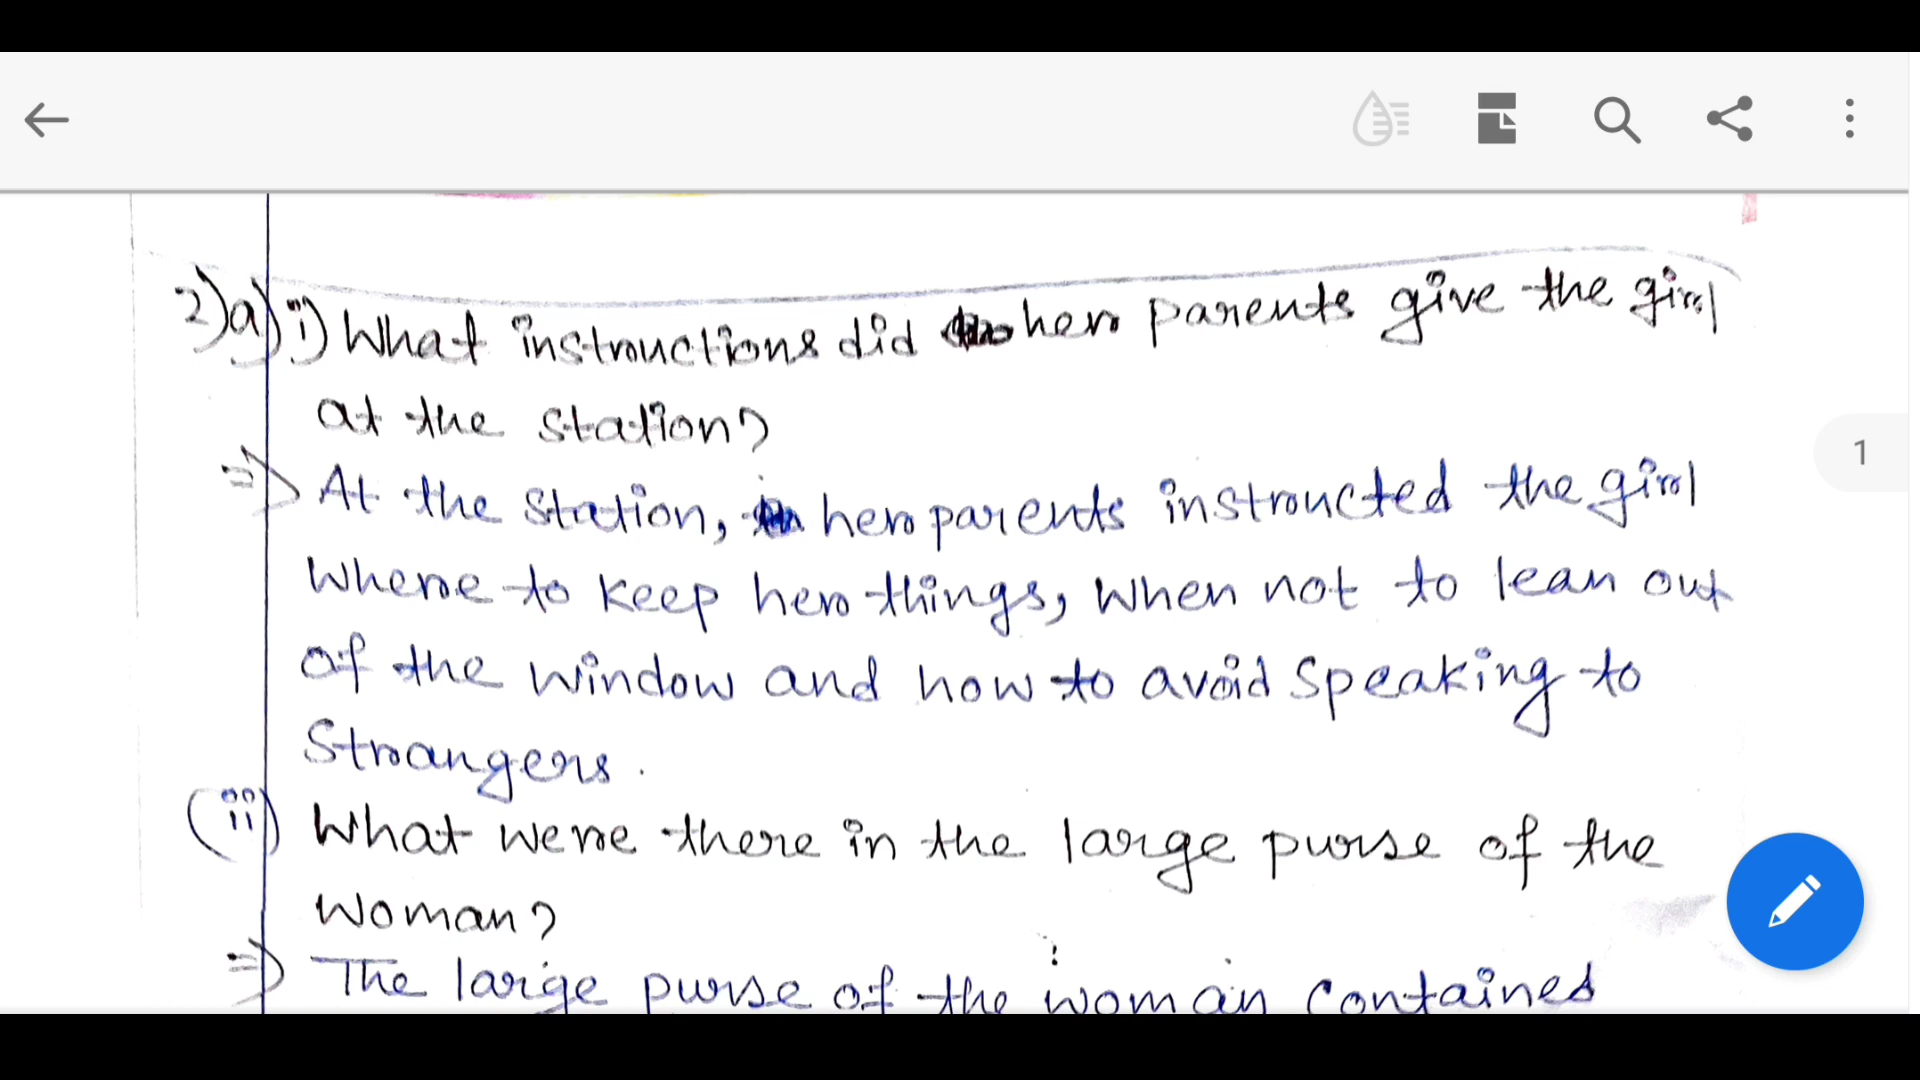 2)a)i) What instructions did her parents give the girl
at the station?
=> At the station, her parents instructed the girl
where to keep her things, when not to lean out
of the window and how to avoid speaking to
strangers.
(ii) What were there in the large purse of the
woman?
=> The large purse of the woman contained
1